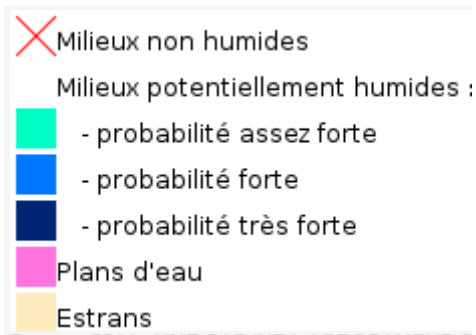 Milieux non humides
Milieux potentiellement humides :
- probabilité assez forte
- probabilité forte
- probabilité très forte
Plans d'eau
Estrans